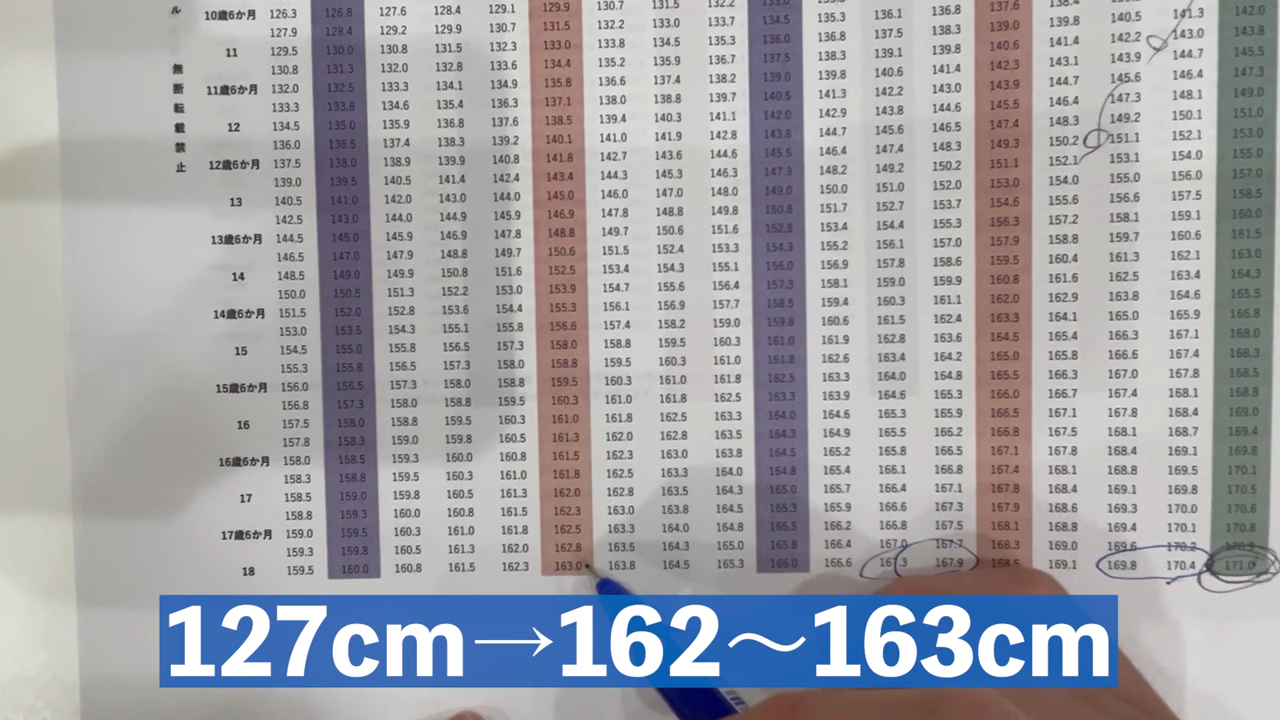 ル 無断転載禁止
10歳6か月 126.3 126.8 127.6 128.4 129.1 129.9 130.7 131.5 132.2
127.9 128.4 129.2 129.9 130.7 131.5 132.2 133.0 133.7 134.5 136.1 136.8 137.6
11 129.5 130.0 130.8 131.5 132.3 133.0 133.8 134.5 135.3 136.0 136.8 137.5 138.3 139.0 139.8 140.5 141.3 142.0
130.8 131.3 132.0 132.8 133.6 134.4 135.2 135.9 136.7 137.5 138.3 139.1 139.8 140.6 141.4 142.2 143.0 143.8
11歳6か月 132.0 132.5 133.3 134.1 134.9 135.8 136.6 137.4 138.2 139.0 139.8 140.6 141.4 142.3 143.1 143.9 144.7 145.5
133.3 133.8 134.6 135.4 136.3 137.1 138.0 138.8 139.7 140.5 141.3 142.2 143.0 143.9 144.7 145.6 146.4 147.3
12 134.5 135.0 135.9 136.8 137.6 138.5 139.4 140.3 141.1 142.0 142.9 143.8 144.6 145.5 146.4 147.3 148.1 149.0
136.0 136.5 137.4 138.3 139.2 140.1 141.0 141.9 142.8 143.8 144.7 145.6 146.5 147.4 148.3 149.2 150.1 151.0
12歳6か月 137.5 138.0 138.9 139.9 140.8 141.8 142.7 143.6 144.6 145.5 146.4 147.4 148.3 149.3 150.2 151.1 152.1 153.0
139.0 139.5 140.5 141.4 142.4 143.4 144.3 145.3 146.3 147.3 148.2 149.2 150.2 151.1 152.1 153.1 154.0 155.0
13 140.5 141.0 142.0 143.0 144.0 145.0 146.0 147.0 148.0 149.0 150.0 151.0 152.0 153.0 154.0 155.0 156.0 157.0
142.5 143.0 144.0 144.9 145.9 146.9 147.8 148.8 149.8 150.8 151.7 152.7 153.7 154.6 155.6 156.6 157.5 158.5
13歳6か月 144.5 145.0 145.9 146.9 147.8 148.8 149.7 150.6 151.6 152.5 153.4 154.4 155.3 156.3 157.2 158.1 159.1 160.0
146.5 147.0 147.9 148.8 149.7 150.6 151.5 152.4 153.3 154.3 155.2 156.1 157.0 157.9 158.8 159.7 160.6 161.5
14 148.5 149.0 149.9 150.8 151.6 152.5 153.4 154.3 155.1 156.0 156.9 157.8 158.6 159.5 160.4 161.3 162.1 163.0
150.0 150.5 151.3 152.2 153.0 153.9 154.7 155.6 156.4 157.3 158.1 159.0 159.9 160.8 161.6 162.5 163.4 164.3
14歳6か月 151.5 152.0 152.8 153.6 154.4 155.3 156.1 156.9 157.7 158.5 159.4 160.3 161.1 162.0 162.9 163.8 164.6 165.5
153.0 153.5 154.3 155.1 155.8 156.6 157.4 158.2 159.0 159.8 160.6 161.5 162.4 163.3 164.1 165.0 165.9 166.8
15 154.5 155.0 155.8 156.5 157.3 158.0 158.8 159.5 160.3 161.0 161.9 162.8 163.6 164.5 165.4 166.3 167.1 168.0
155.3 155.8 156.5 157.3 158.0 158.8 159.5 160.3 161.0 161.8 162.6 163.4 164.2 165.0 165.8 166.6 167.4 168.3
15歳6か月 156.0 156.5 157.3 158.0 158.8 159.5 160.3 161.0 161.8 162.5 163.3 164.0 164.8 165.5 166.3 167.0 167.8 168.5
156.8 157.3 158.0 158.8 159.5 160.3 161.0 161.8 162.5 163.3 163.9 164.6 165.3 166.0 166.7 167.4 168.1 168.8
16 157.5 158.0 158.8 159.5 160.3 161.0 161.8 162.5 163.3 164.0 164.6 165.3 165.9 166.5 167.1 167.8 168.4 169.0
157.8 158.3 159.0 159.8 160.5 161.3 162.0 162.8 163.5 164.3 164.9 165.5 166.2 166.8 167.5 168.1 168.7 169.4
16歳6か月 158.0 158.5 159.3 160.0 160.8 161.5 162.3 163.0 163.8 164.5 165.2 165.8 166.5 167.1 167.8 168.4 169.1 169.8
158.3 158.8 159.5 160.3 161.0 161.8 162.5 163.3 164.0 164.8 165.4 166.1 166.8 167.4 168.1 168.8 169.5 170.1
17 158.5 159.0 159.8 160.5 161.3 162.0 162.8 163.5 164.3 165.0 165.7 166.4 167.1 167.8 168.4 169.1 169.8 170.5
158.8 159.3 160.0 160.8 161.5 162.3 163.0 163.8 164.5 165.3 165.9 166.6 167.3 167.9 168.6 169.3 170.0 170.6
17歳6か月 159.0 159.5 160.3 161.0 161.8 162.5 163.3 164.0 164.8 165.5 166.2 166.8 167.5 168.1 168.8 169.4 170.1 170.8
159.3 159.8 160.5 161.3 162.0 162.8 163.5 164.3 165.0 165.8 166.4 167.0 167.7 168.3 169.0 169.6 170.2 170.9
18 159.5 160.0 160.8 161.5 162.3 163.0 163.8 164.5 165.3 166.0 166.6 167.3 167.9 168.5 169.1 169.8 170.4 171.0
127cm→162〜163cm